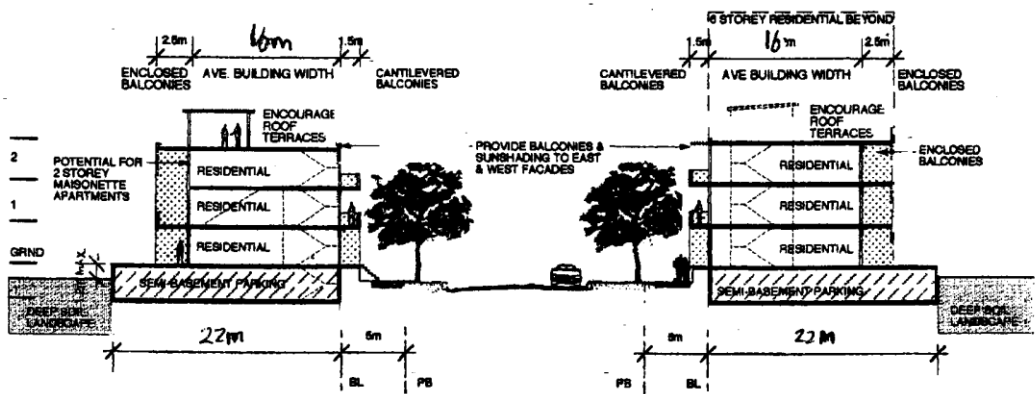 6 STOREY RESIDENTIAL BEYOND
2.5m
16m
1.5m
1.5m
16m
2.5m
ENCLOSED
BALCONIES
AVE. BUILDING WIDTH
CANTILEVERED
BALCONIES
CANTILEVERED
BALCONIES
AVE BUILDING WIDTH
ENCLOSED
BALCONIES
ENCOURAGE
ROOF
TERRACES
ENCOURAGE
ROOF
TERRACES
PROVIDE BALCONIES &
SUNSHADING TO EAST
& WEST FACADES
2
POTENTIAL FOR
2 STOREY
MAISONETTE
APARTMENTS
RESIDENTIAL
RESIDENTIAL
ENCLOSED
BALCONIES
1
RESIDENTIAL
RESIDENTIAL
GRND
RESIDENTIAL
RESIDENTIAL
SEMI-BASEMENT PARKING
SEMI-BASEMENT PARKING
DEEP SOIL
LANDSCAPE
DEEP SOIL
LANDSCAPE
22m
22m
BL
PB
PB
BL